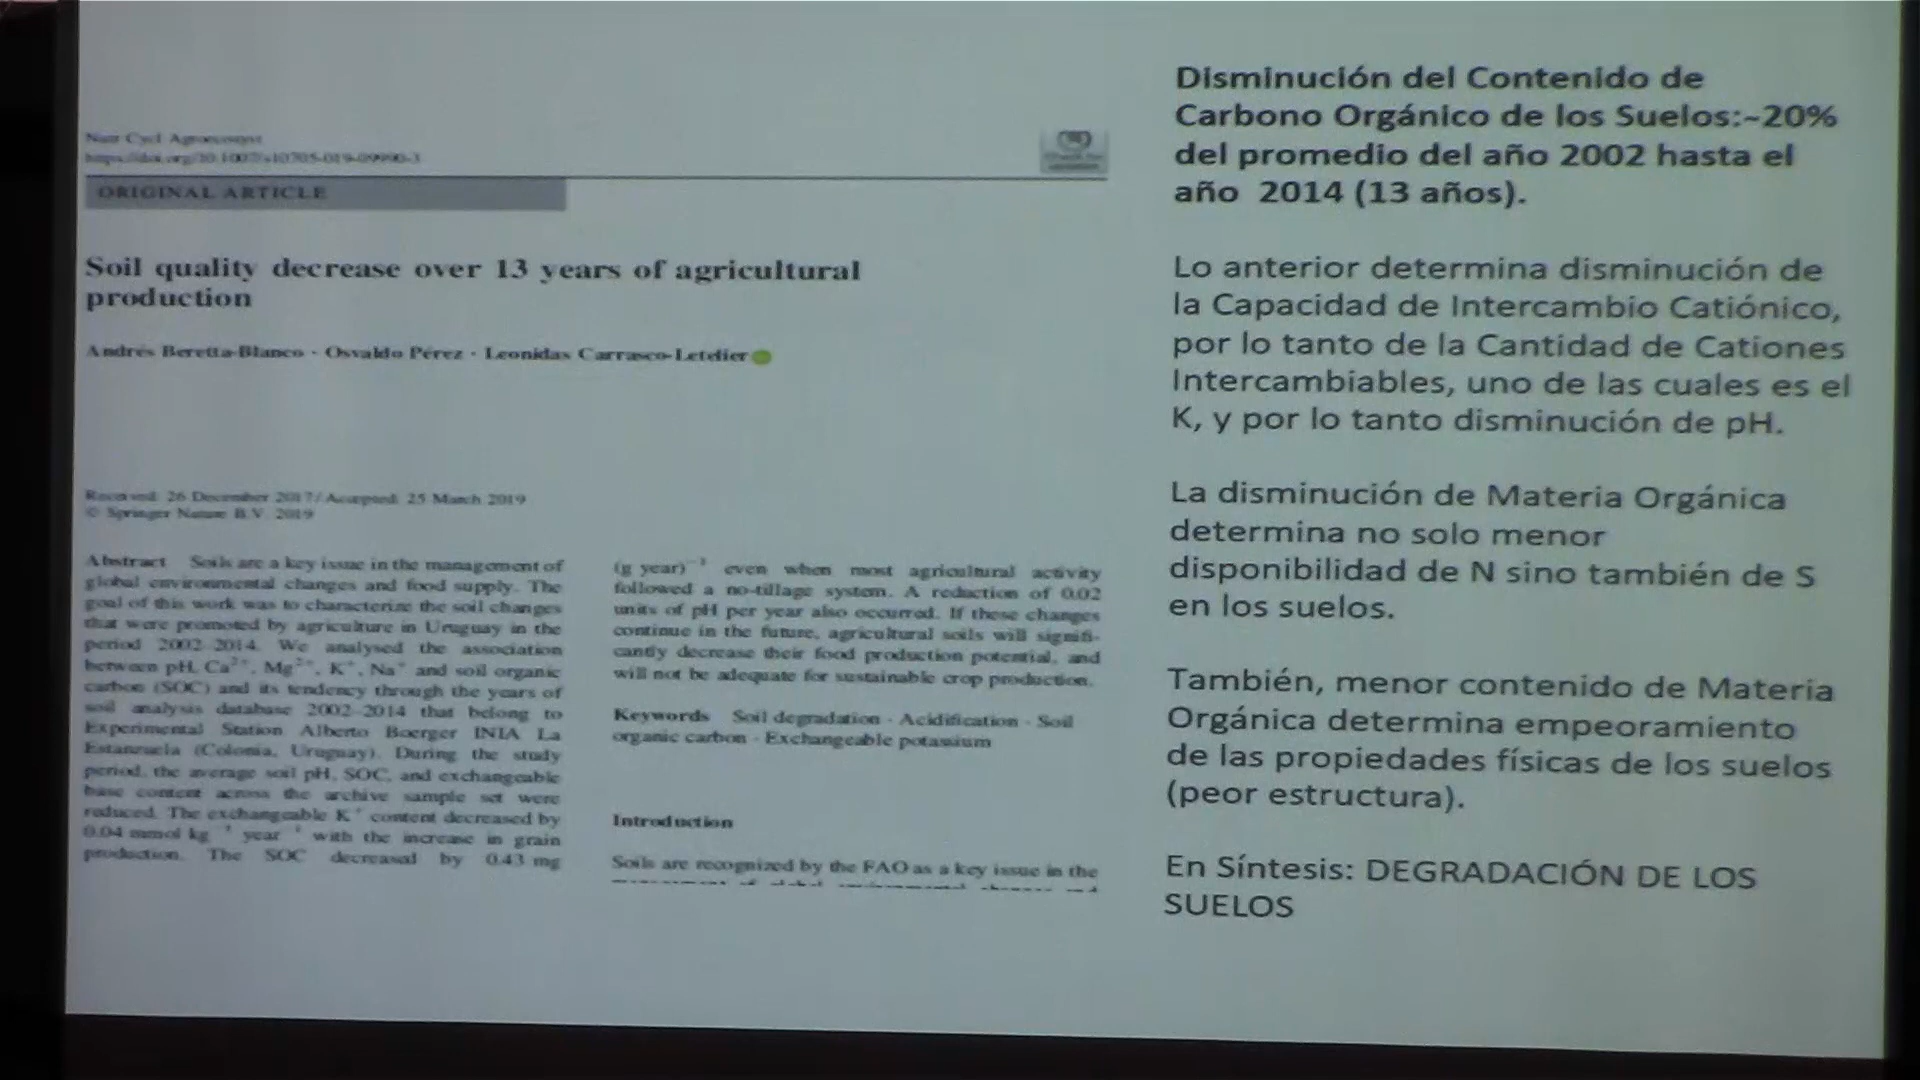 Nutr Cycl Agroecosyst
https://doi.org/10.1007/s10705-019-09990-3
ORIGINAL ARTICLE
Soil quality decrease over 13 years of agricultural
production
Andrés Beretta-Blanco · Osvaldo Pérez · Leonidas Carrasco-Letelier
Received: 26 December 2017 / Accepted: 25 March 2019
© Springer Nature B.V. 2019
Abstract Soils are a key issue in the management of
global environmental changes and food supply. The
goal of this work was to characterize the soil changes
that were promoted by agriculture in Uruguay in the
period 2002–2014. We analysed the association
between pH, Ca²⁺, Mg²⁺, K⁺, Na⁺ and soil organic
carbon (SOC) and its tendency through the years of
soil analysis database 2002–2014 that belong to
Experimental Station Alberto Boerger INIA La
Estanzuela (Colonia, Uruguay). During the study
period, the average soil pH, SOC, and exchangeable
base content across the archive sample set were
reduced. The exchangeable K⁺ content decreased by
0.04 mmol kg⁻¹ year⁻¹ with the increase in grain
production. The SOC decreased by 0.43 mg
(g year)⁻¹ even when most agricultural activity
followed a no-tillage system. A reduction of 0.02
units of pH per year also occurred. If these changes
continue in the future, agricultural soils will signifi-
cantly decrease their food production potential, and
will not be adequate for sustainable crop production.
Keywords Soil degradation · Acidification · Soil
organic carbon · Exchangeable potassium
Introduction
Soils are recognized by the FAO as a key issue in the
Disminución del Contenido de
Carbono Orgánico de los Suelos:~20%
del promedio del año 2002 hasta el
año 2014 (13 años).
Lo anterior determina disminución de
la Capacidad de Intercambio Catiónico,
por lo tanto de la Cantidad de Cationes
Intercambiables, uno de las cuales es el
K, y por lo tanto disminución de pH.
La disminución de Materia Orgánica
determina no solo menor
disponibilidad de N sino también de S
en los suelos.
También, menor contenido de Materia
Orgánica determina empeoramiento
de las propiedades físicas de los suelos
(peor estructura).
En Síntesis: DEGRADACIÓN DE LOS
SUELOS